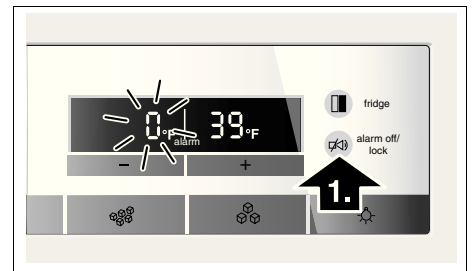 0°F
alarm
39°F
fridge
alarm off/
lock
− +
1.